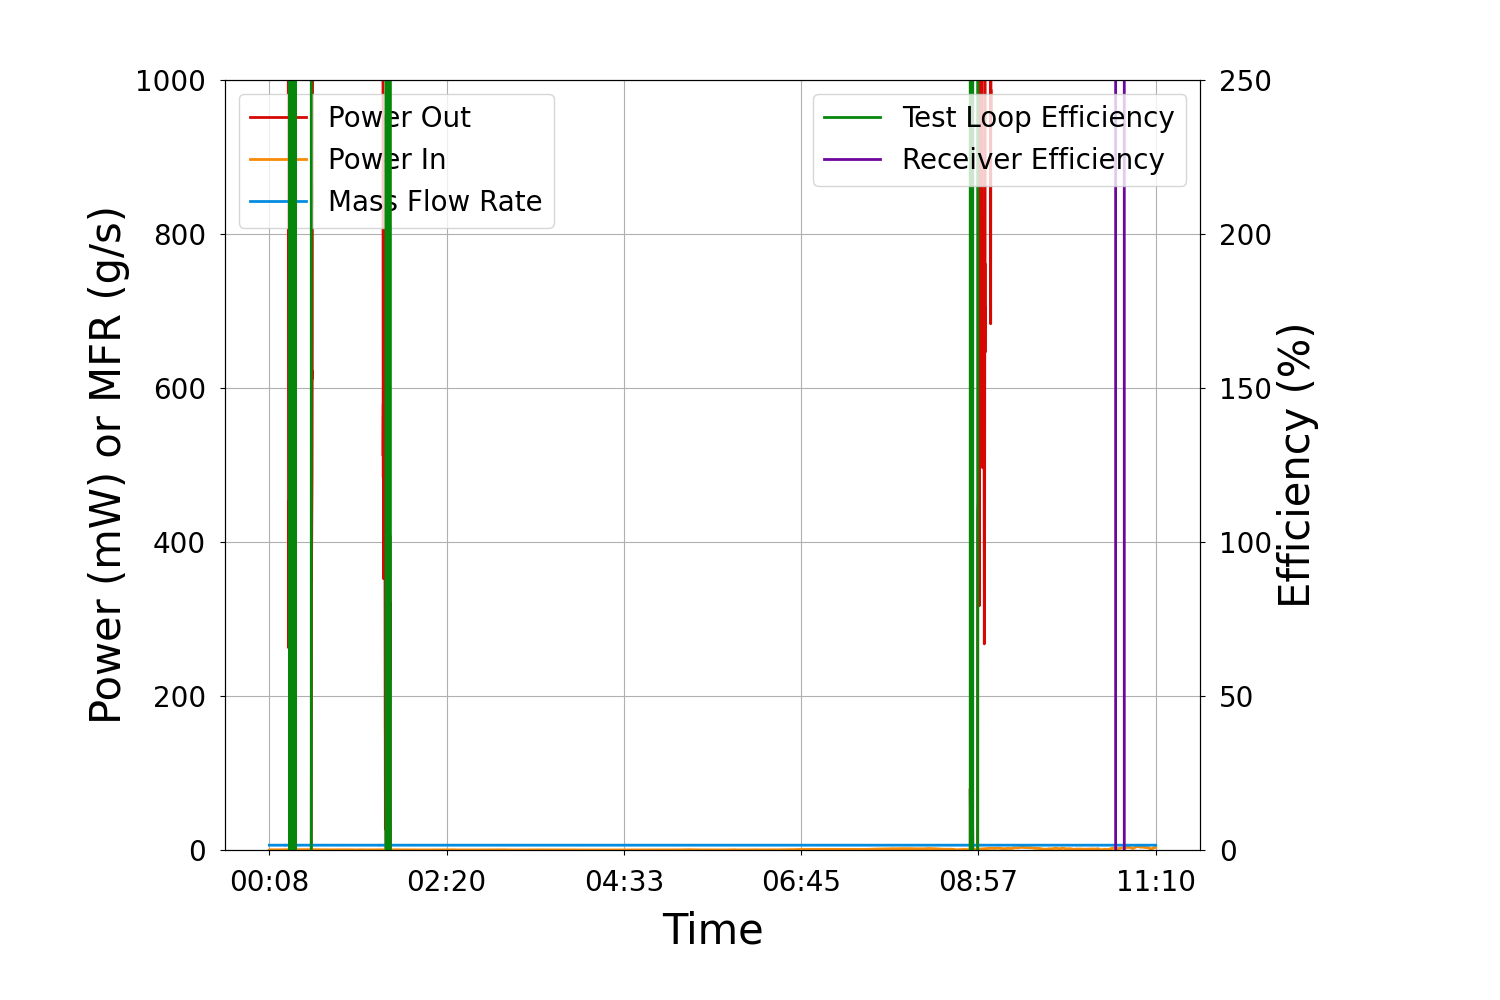 1000
800
600
400
200
0
Power (mW) or MFR (g/s)
Power Out
Power In
Mass Flow Rate
Test Loop Efficiency
Receiver Efficiency
250
200
150
100
50
0
Efficiency (%)
00:08 02:20 04:33 06:45 08:57 11:10
Time